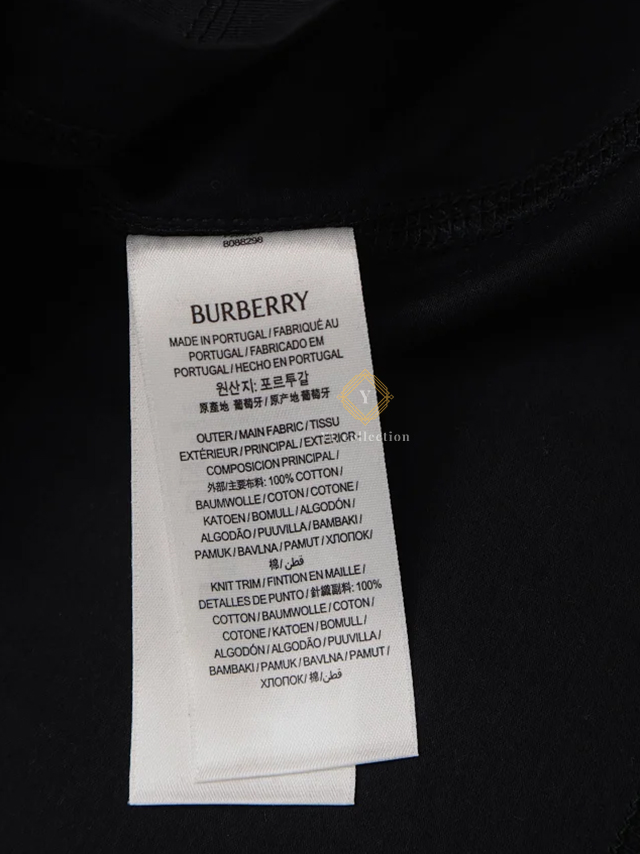 8088298
BURBERRY
MADE IN PORTUGAL / FABRIQUÉ AU
PORTUGAL / FABRICADO EM
PORTUGAL / HECHO EN PORTUGAL
원산지: 포르투갈
原產地 葡萄牙 / 原产地 葡萄牙
Y
Collection
OUTER / MAIN FABRIC / TISSU
EXTÉRIEUR / PRINCIPAL / EXTERIOR
COMPOSICION PRINCIPAL /
外部/主要布料: 100% COTTON /
BAUMWOLLE / COTON / COTONE /
KATOEN / BOMULL / ALGODÓN /
ALGODÃO / PUUVILLA / BAMBAKI /
PAMUK / BAVLNA / PAMUT / ХЛОПОК/
棉/ قطن/
KNIT TRIM / FINTION EN MAILLE /
DETALLES DE PUNTO / 針織副料: 100%
COTTON / BAUMWOLLE / COTON /
COTONE / KATOEN / BOMULL /
ALGODÓN / ALGODÃO / PUUVILLA /
BAMBAKI / PAMUK / BAVLNA / PAMUT /
ХЛОПОК/ 棉/قطن/